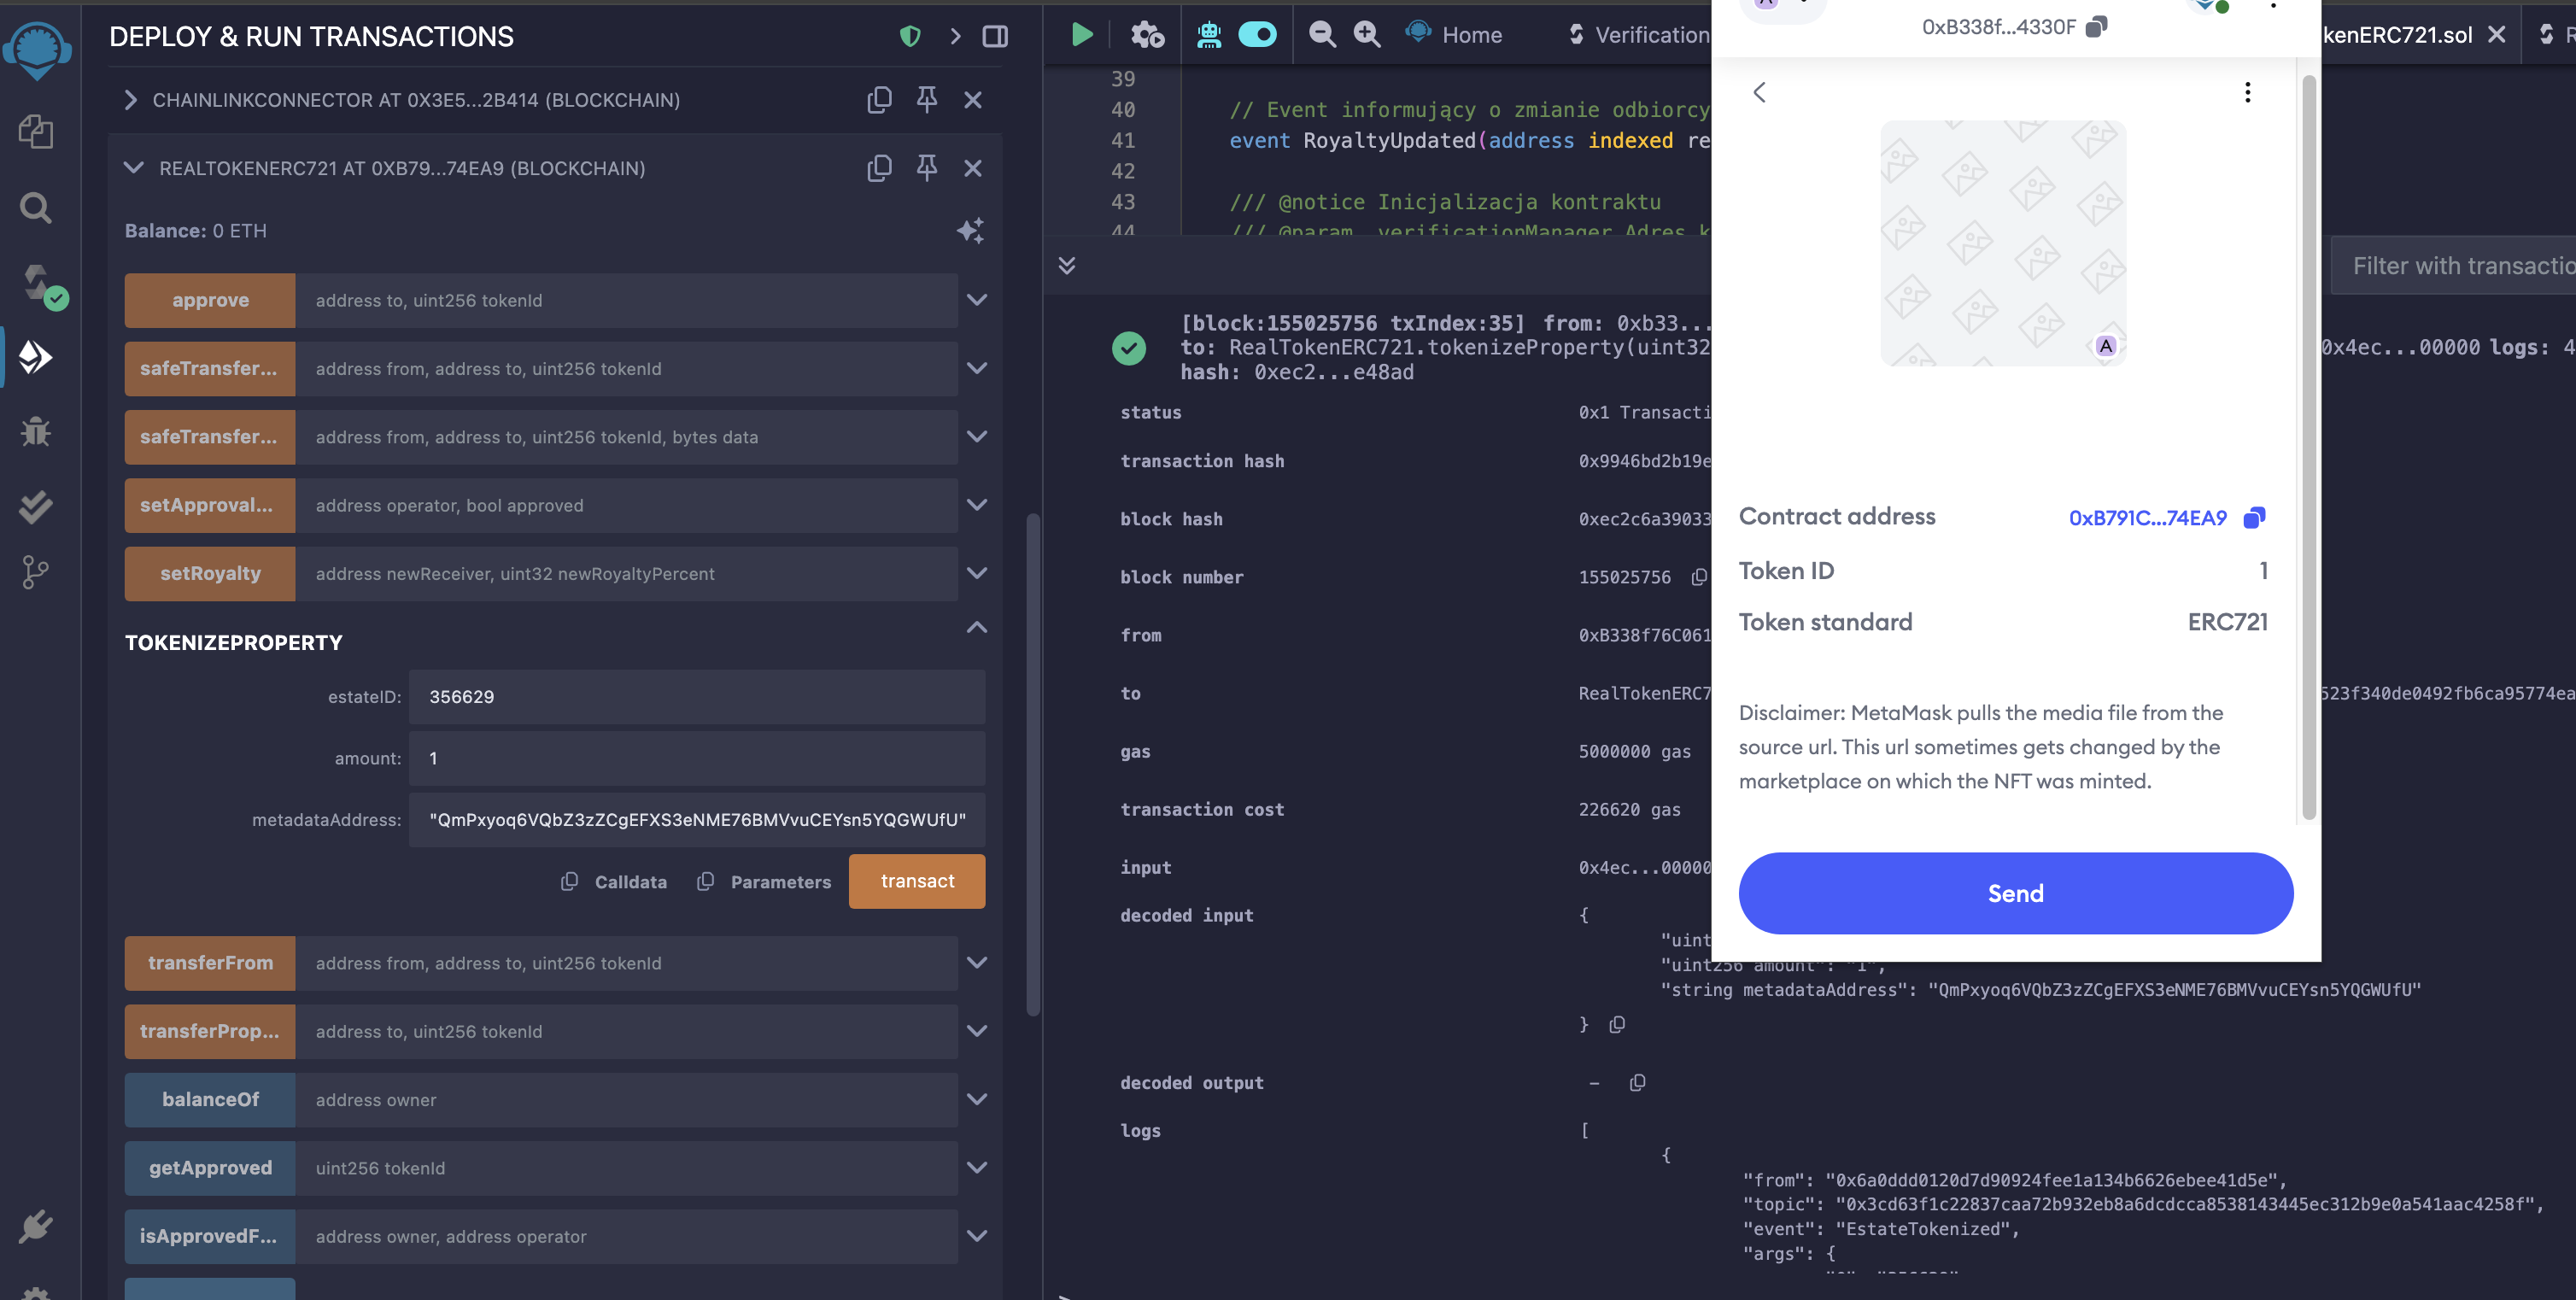 DEPLOY & RUN TRANSACTIONS
CHAINLINKCONNECTOR AT 0X3E5...2B414 (BLOCKCHAIN)
REALTOKENERC721 AT 0XB79...74EA9 (BLOCKCHAIN)
Balance: 0 ETH
approve address to, uint256 tokenId
safeTransfer... address from, address to, uint256 tokenId
safeTransfer... address from, address to, uint256 tokenId, bytes data
setApproval... address operator, bool approved
setRoyalty address newReceiver, uint32 newRoyaltyPercent
TOKENIZEPROPERTY
estateID: 356629
amount: 1
metadataAddress: "QmPxyoq6VQbZ3zZCgEFXS3eNME76BMVvuCEYsn5YQGWUfU"
Calldata Parameters transact
transferFrom address from, address to, uint256 tokenId
transferProp... address to, uint256 tokenId
balanceOf address owner
getApproved uint256 tokenId
isApprovedF... address owner, address operator
Home Verification
kenERC721.sol
39
40 // Event informujący o zmianie odbiorcy
41 event RoyaltyUpdated(address indexed re
42
43 /// @notice Inicjalizacja kontraktu
44 /// @param _verificationManager Adres k
Filter with transactio
[block:155025756 txIndex:35] from: 0xb33...
to: RealTokenERC721.tokenizeProperty(uint32
0x4ec...00000 logs: 4
hash: 0xec2...e48ad
status 0x1 Transacti
transaction hash 0x9946bd2b19e
block hash 0xec2c6a39033
block number 155025756
from 0xB338f76C061
to RealTokenERC7
523f340de0492fb6ca95774ea
gas 5000000 gas
transaction cost 226620 gas
input 0x4ec...00000
decoded input {
"uint
"uint256 amount": "1",
"string metadataAddress": "QmPxyoq6VQbZ3zZCgEFXS3eNME76BMVvuCEYsn5YQGWUfU"
}
decoded output -
logs [
{
"from": "0x6a0ddd0120d7d90924fee1a134b6626ebee41d5e",
"topic": "0x3cd63f1c22837caa72b932eb8a6dcdcca8538143445ec312b9e0a541aac4258f",
"event": "EstateTokenized",
"args": {
0xB338f...4330F
A
Contract address 0xB791C...74EA9
Token ID 1
Token standard ERC721
Disclaimer: MetaMask pulls the media file from the
source url. This url sometimes gets changed by the
marketplace on which the NFT was minted.
Send